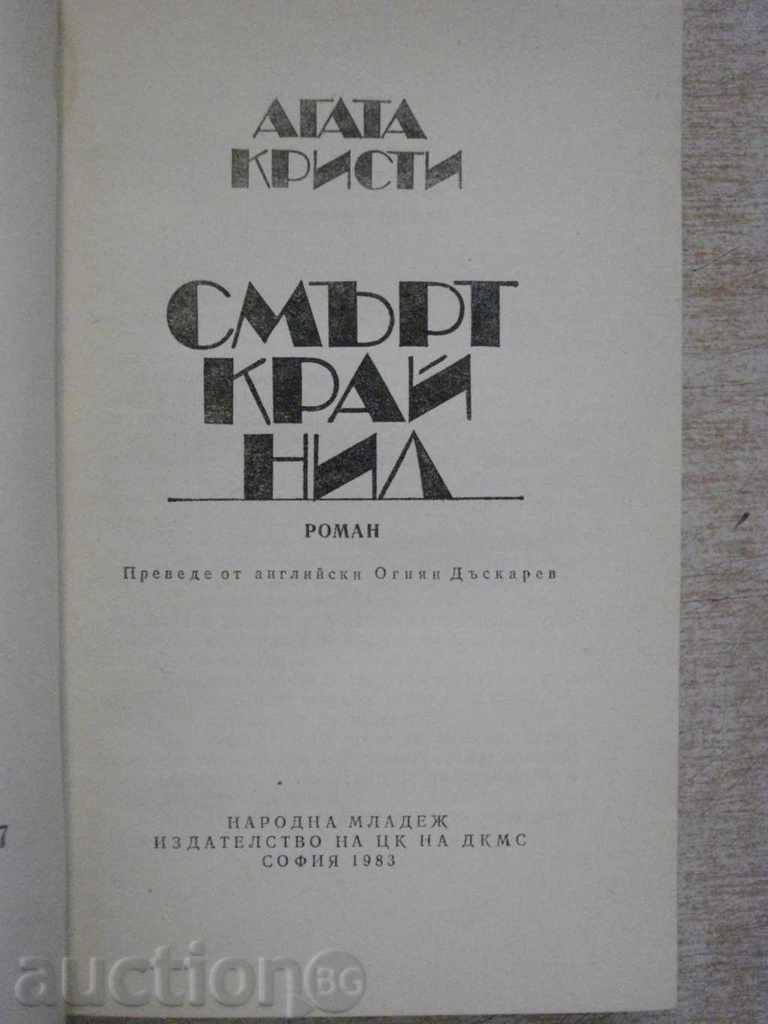 АГАТА
КРИСТИ
СМЪРТ
КРАЙ
НИЛ
РОМАН
Преведе от английски Огнян Дъскарев
НАРОДНА МЛАДЕЖ
ИЗДАТЕЛСТВО НА ЦК НА ДКМС
СОФИЯ 1983
7
auction BG